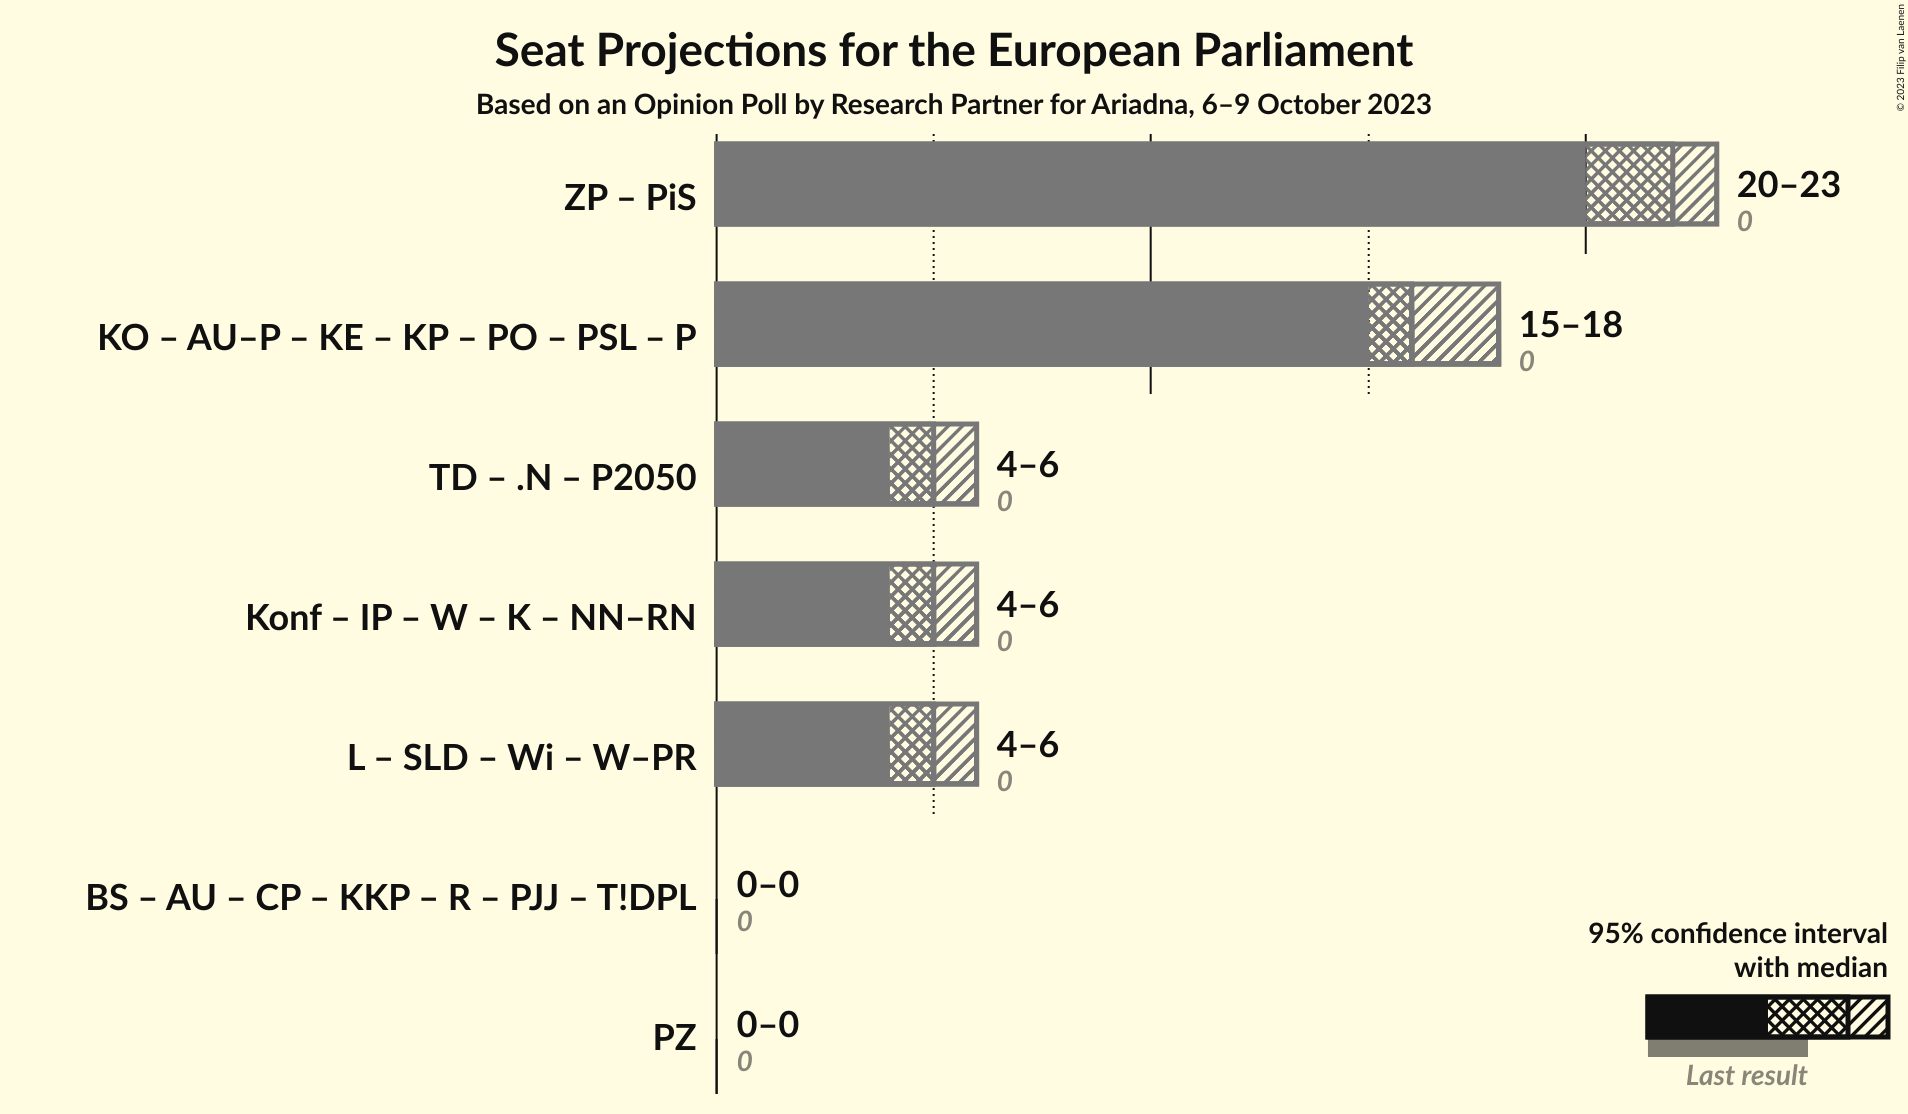 Seat Projections for the European Parliament
Based on an Opinion Poll by Research Partner for Ariadna, 6–9 October 2023
© 2023 Filip van Laenen
ZP – PiS
20–23
0
KO – AU–P – KE – KP – PO – PSL – P
15–18
0
TD – .N – P2050
4–6
0
Konf – IP – W – K – NN–RN
4–6
0
L – SLD – Wi – W–PR
4–6
0
BS – AU – CP – KKP – R – PJJ – T!DPL
0–0
0
PZ
0–0
0
95% confidence interval
with median
Last result